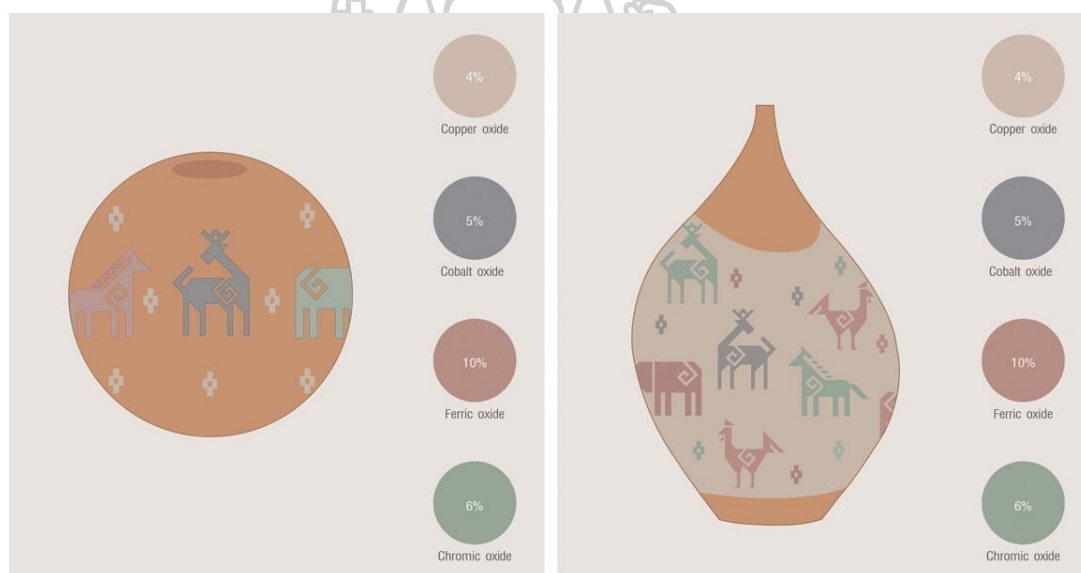 4%
Copper oxide
5%
Cobalt oxide
10%
Ferric oxide
6%
Chromic oxide
4%
Copper oxide
5%
Cobalt oxide
10%
Ferric oxide
6%
Chromic oxide